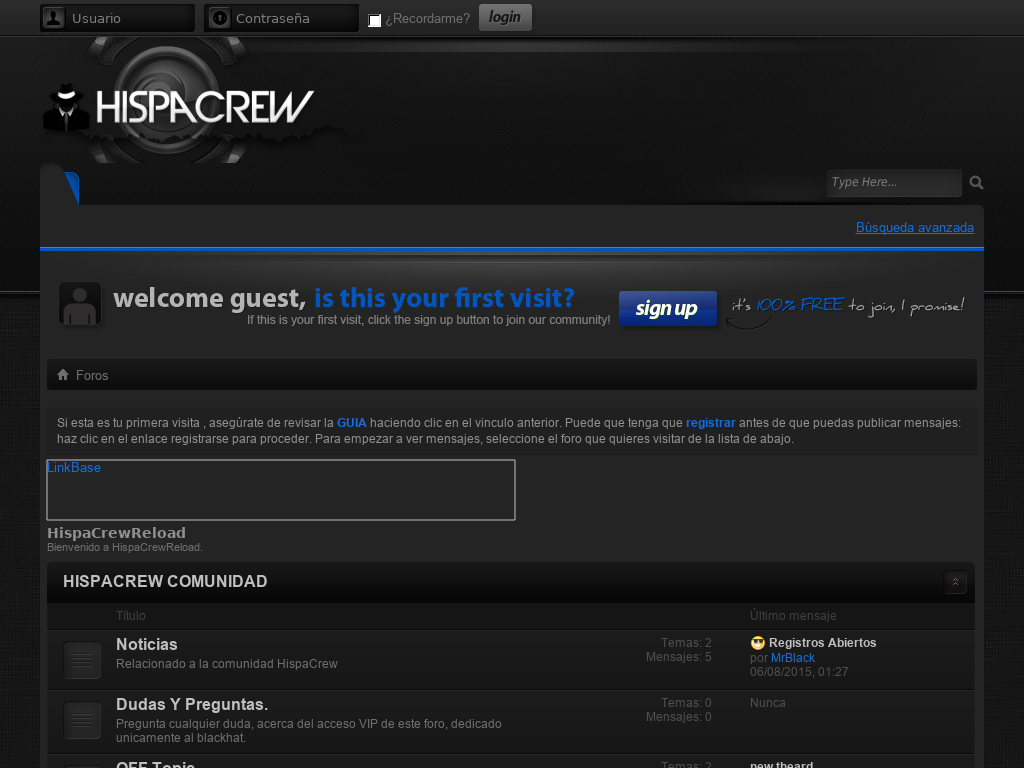 Usuario
Contraseña
¿Recordarme?
login
HISPACREW
Type Here...
Búsqueda avanzada
welcome guest, is this your first visit?
If this is your first visit, click the sign up button to join our community!
sign up
it's 100% FREE to join, I promise!
Foros
Si esta es tu primera visita , asegúrate de revisar la GUIA haciendo clic en el vinculo anterior. Puede que tenga que registrar antes de que puedas publicar mensajes:
haz clic en el enlace registrarse para proceder. Para empezar a ver mensajes, seleccione el foro que quieres visitar de la lista de abajo.
LinkBase
HispaCrewReload
Bienvenido a HispaCrewReload.
HISPACREW COMUNIDAD
Título
Último mensaje
Noticias
Relacionado a la comunidad HispaCrew
Temas: 2
Mensajes: 5
Registros Abiertos
por MrBlack
06/08/2015, 01:27
Dudas Y Preguntas.
Pregunta cualquier duda, acerca del acceso VIP de este foro, dedicado
unicamente al blackhat.
Temas: 0
Mensajes: 0
Nunca
OFF Topic
Temas: 2
new theard